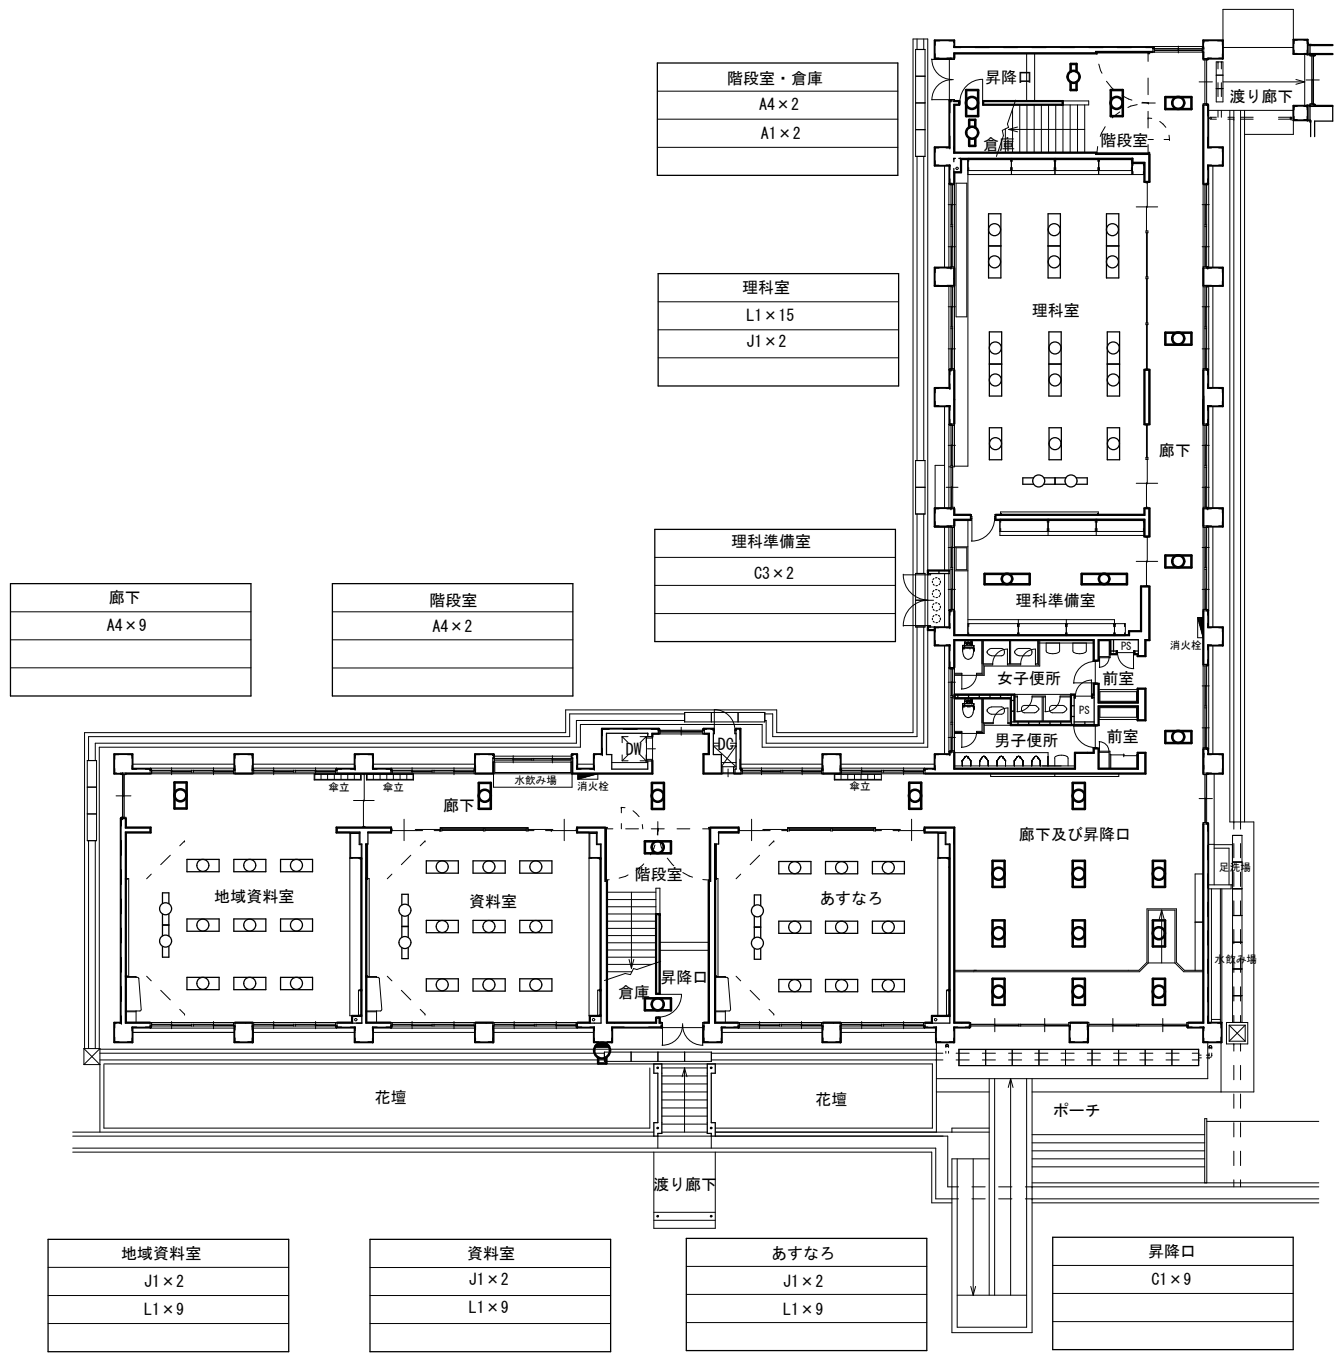 階段室・倉庫
A4×2
A1×2
昇降口
倉庫
階段室
渡り廊下
理科室
L1×15
J1×2
理科室
廊下
理科準備室
C3×2
理科準備室
消火栓
PS
女子便所
前室
PS
男子便所
前室
廊下
A4×9
階段室
A4×2
DW
DC
傘立
傘立
水飲み場
消火栓
傘立
廊下
廊下及び昇降口
足洗場
階段室
地域資料室
資料室
あすなろ
水飲み場
昇降口
倉庫
花壇
花壇
ポーチ
渡り廊下
地域資料室
J1×2
L1×9
資料室
J1×2
L1×9
あすなろ
J1×2
L1×9
昇降口
C1×9